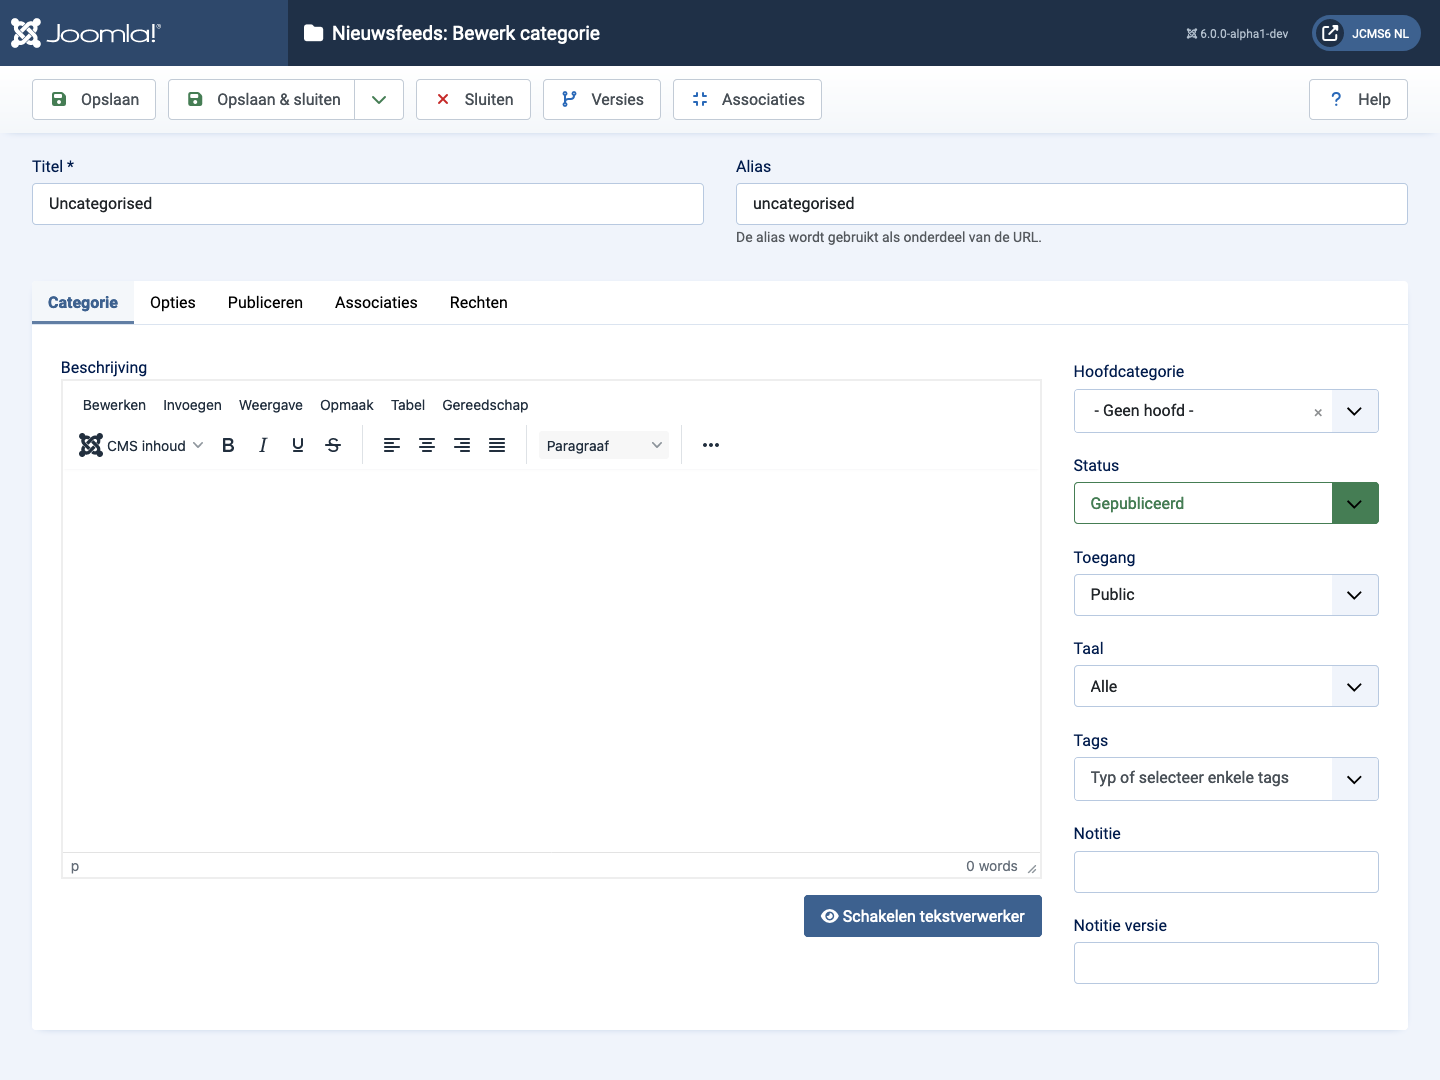 Joomla!
Nieuwsfeeds: Bewerk categorie
6.0.0-alpha1-dev
JCMS6 NL
Opslaan
Opslaan & sluiten
Sluiten
Versies
Associaties
? Help
Titel *
Alias
Uncategorised
uncategorised
De alias wordt gebruikt als onderdeel van de URL.
Categorie
Opties
Publiceren
Associaties
Rechten
Beschrijving
Bewerken
Invoegen
Weergave
Opmaak
Tabel
Gereedschap
CMS inhoud
B I U S
Paragraaf
p
0 words
Schakelen tekstverwerker
Hoofdcategorie
- Geen hoofd -
×
Status
Gepubliceerd
Toegang
Public
Taal
Alle
Tags
Typ of selecteer enkele tags
Notitie
Notitie versie